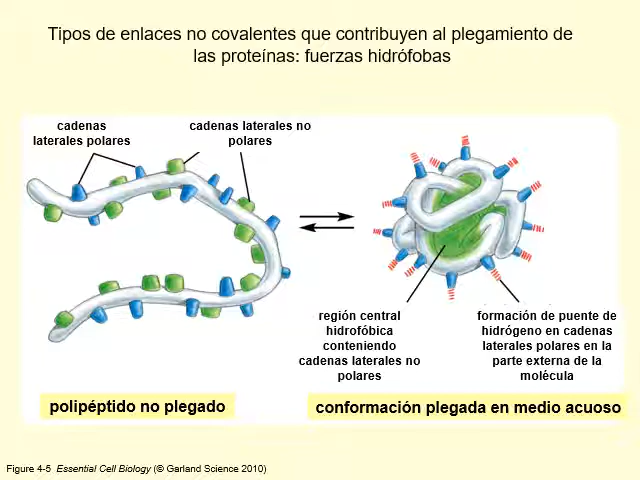 Tipos de enlaces no covalentes que contribuyen al plegamiento de
las proteínas: fuerzas hidrófobas
cadenas
laterales polares
cadenas laterales no
polares
región central
hidrofóbica
conteniendo
cadenas laterales no
polares
formación de puente de
hidrógeno en cadenas
laterales polares en la
parte externa de la
molécula
polipéptido no plegado
conformación plegada en medio acuoso
Figure 4-5 Essential Cell Biology (© Garland Science 2010)